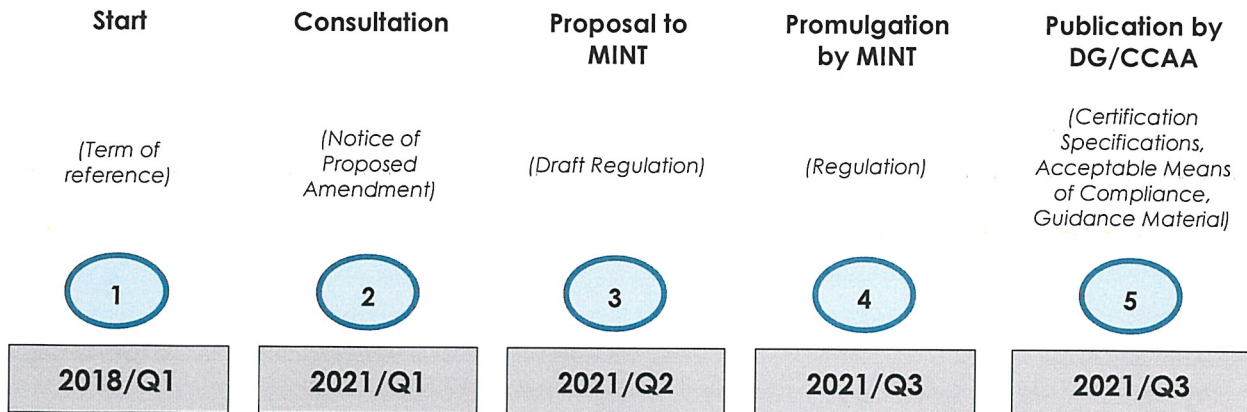 Start
Consultation
Proposal to
MINT
Promulgation
by MINT
Publication by
DG/CCAA
(Term of
reference)
(Notice of
Proposed
Amendment)
(Draft Regulation)
(Regulation)
(Certification
Specifications,
Acceptable Means
of Compliance,
Guidance Material)
1
2
3
4
5
2018/Q1
2021/Q1
2021/Q2
2021/Q3
2021/Q3